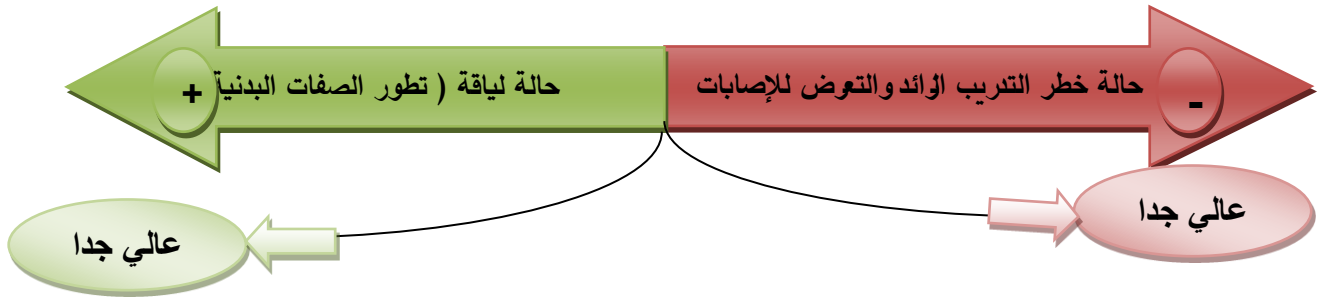 - حالة خطر التدريب الزائد والتعرض للإصابات
حالة لياقة ( تطور الصفات البدنية +
عالي جدا
عالي جدا